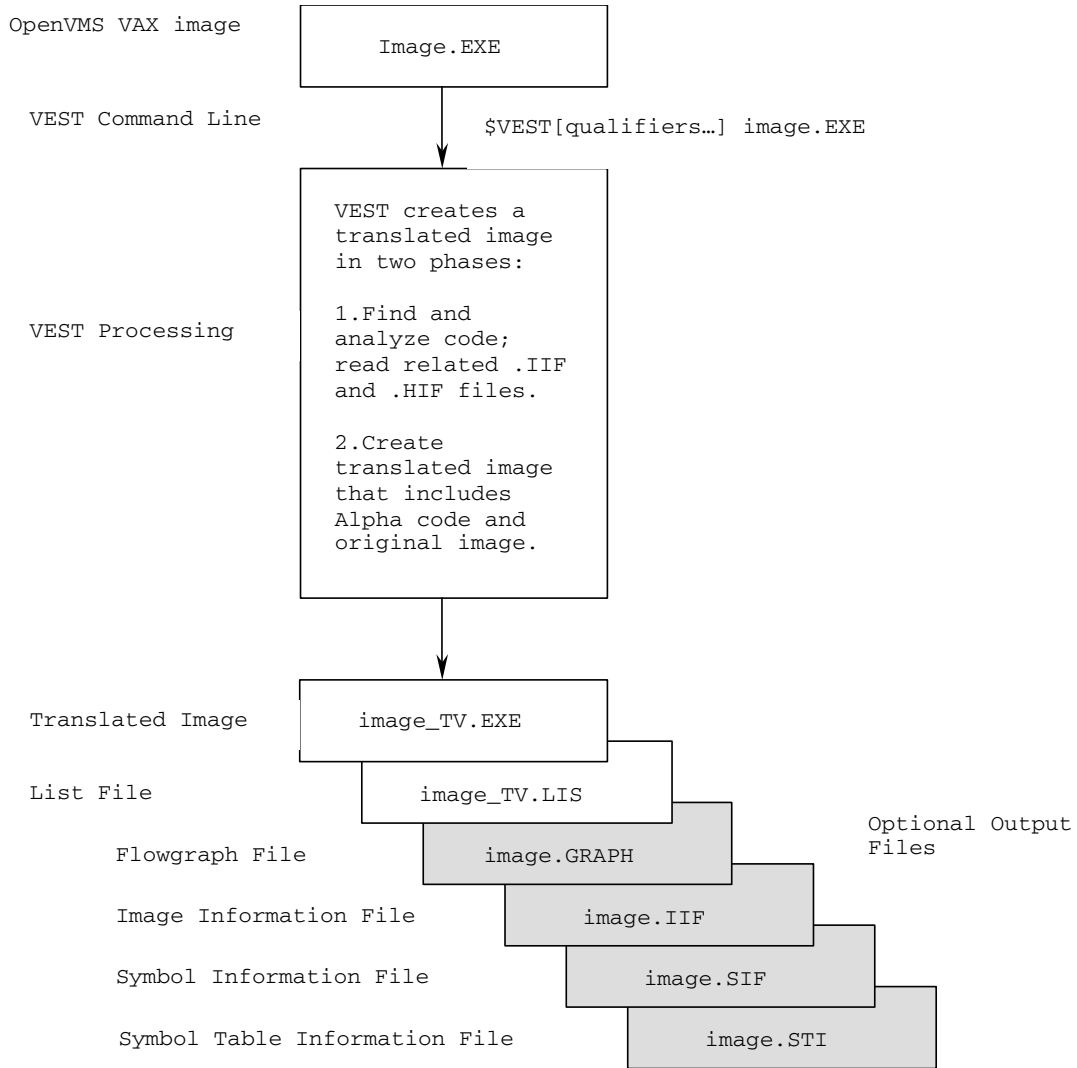 OpenVMS VAX image
Image.EXE
VEST Command Line
$VEST[qualifiers…] image.EXE
VEST creates a
translated image
in two phases:
1.Find and
analyze code;
read related .IIF
and .HIF files.
2.Create
translated image
that includes
Alpha code and
original image.
VEST Processing
Translated Image
image_TV.EXE
List File
image_TV.LIS
Optional Output
Files
Flowgraph File
image.GRAPH
Image Information File
image.IIF
Symbol Information File
image.SIF
Symbol Table Information File
image.STI